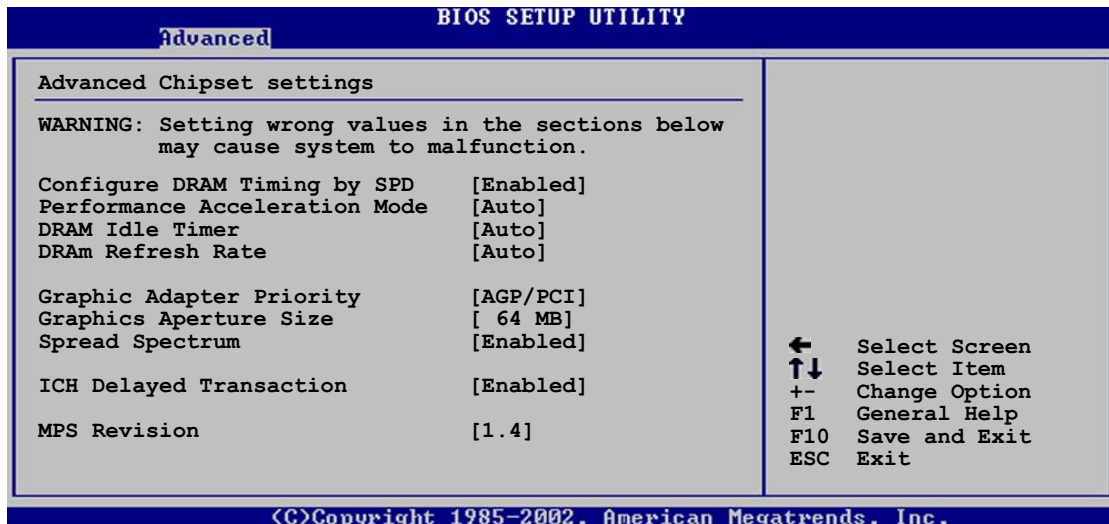 BIOS SETUP UTILITY
Advanced
Advanced Chipset settings
WARNING: Setting wrong values in the sections below
may cause system to malfunction.
Configure DRAM Timing by SPD [Enabled]
Performance Acceleration Mode [Auto]
DRAM Idle Timer [Auto]
DRAm Refresh Rate [Auto]
Graphic Adapter Priority [AGP/PCI]
Graphics Aperture Size [ 64 MB]
Spread Spectrum [Enabled]
ICH Delayed Transaction [Enabled]
MPS Revision [1.4]
← Select Screen
↑↓ Select Item
+- Change Option
F1 General Help
F10 Save and Exit
ESC Exit
(C)Copyright 1985-2002, American Megatrends, Inc.